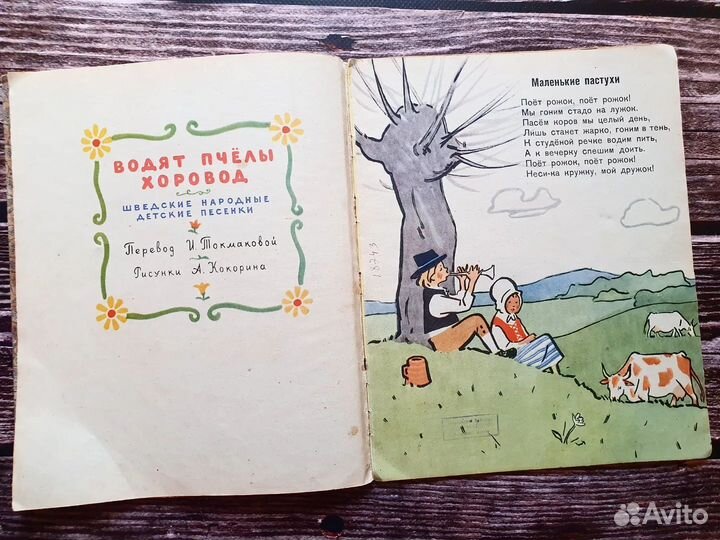 ВОДЯТ ПЧЁЛЫ
ХОРОВОД
ШВЕДСКИЕ НАРОДНЫЕ
ДЕТСКИЕ ПЕСЕНКИ
Перевод И. Токмаковой
Рисунки А. Кокорина
Маленькие пастухи
Поёт рожок, поёт рожок!
Мы гоним стадо на лужок.
Пасём коров мы целый день,
Лишь станет жарко, гоним в тень,
К студёной речке водим пить,
А к вечерку спешим доить.
Поёт рожок, поёт рожок!
Неси-ка кружку, мой дружок!
18743
Avito